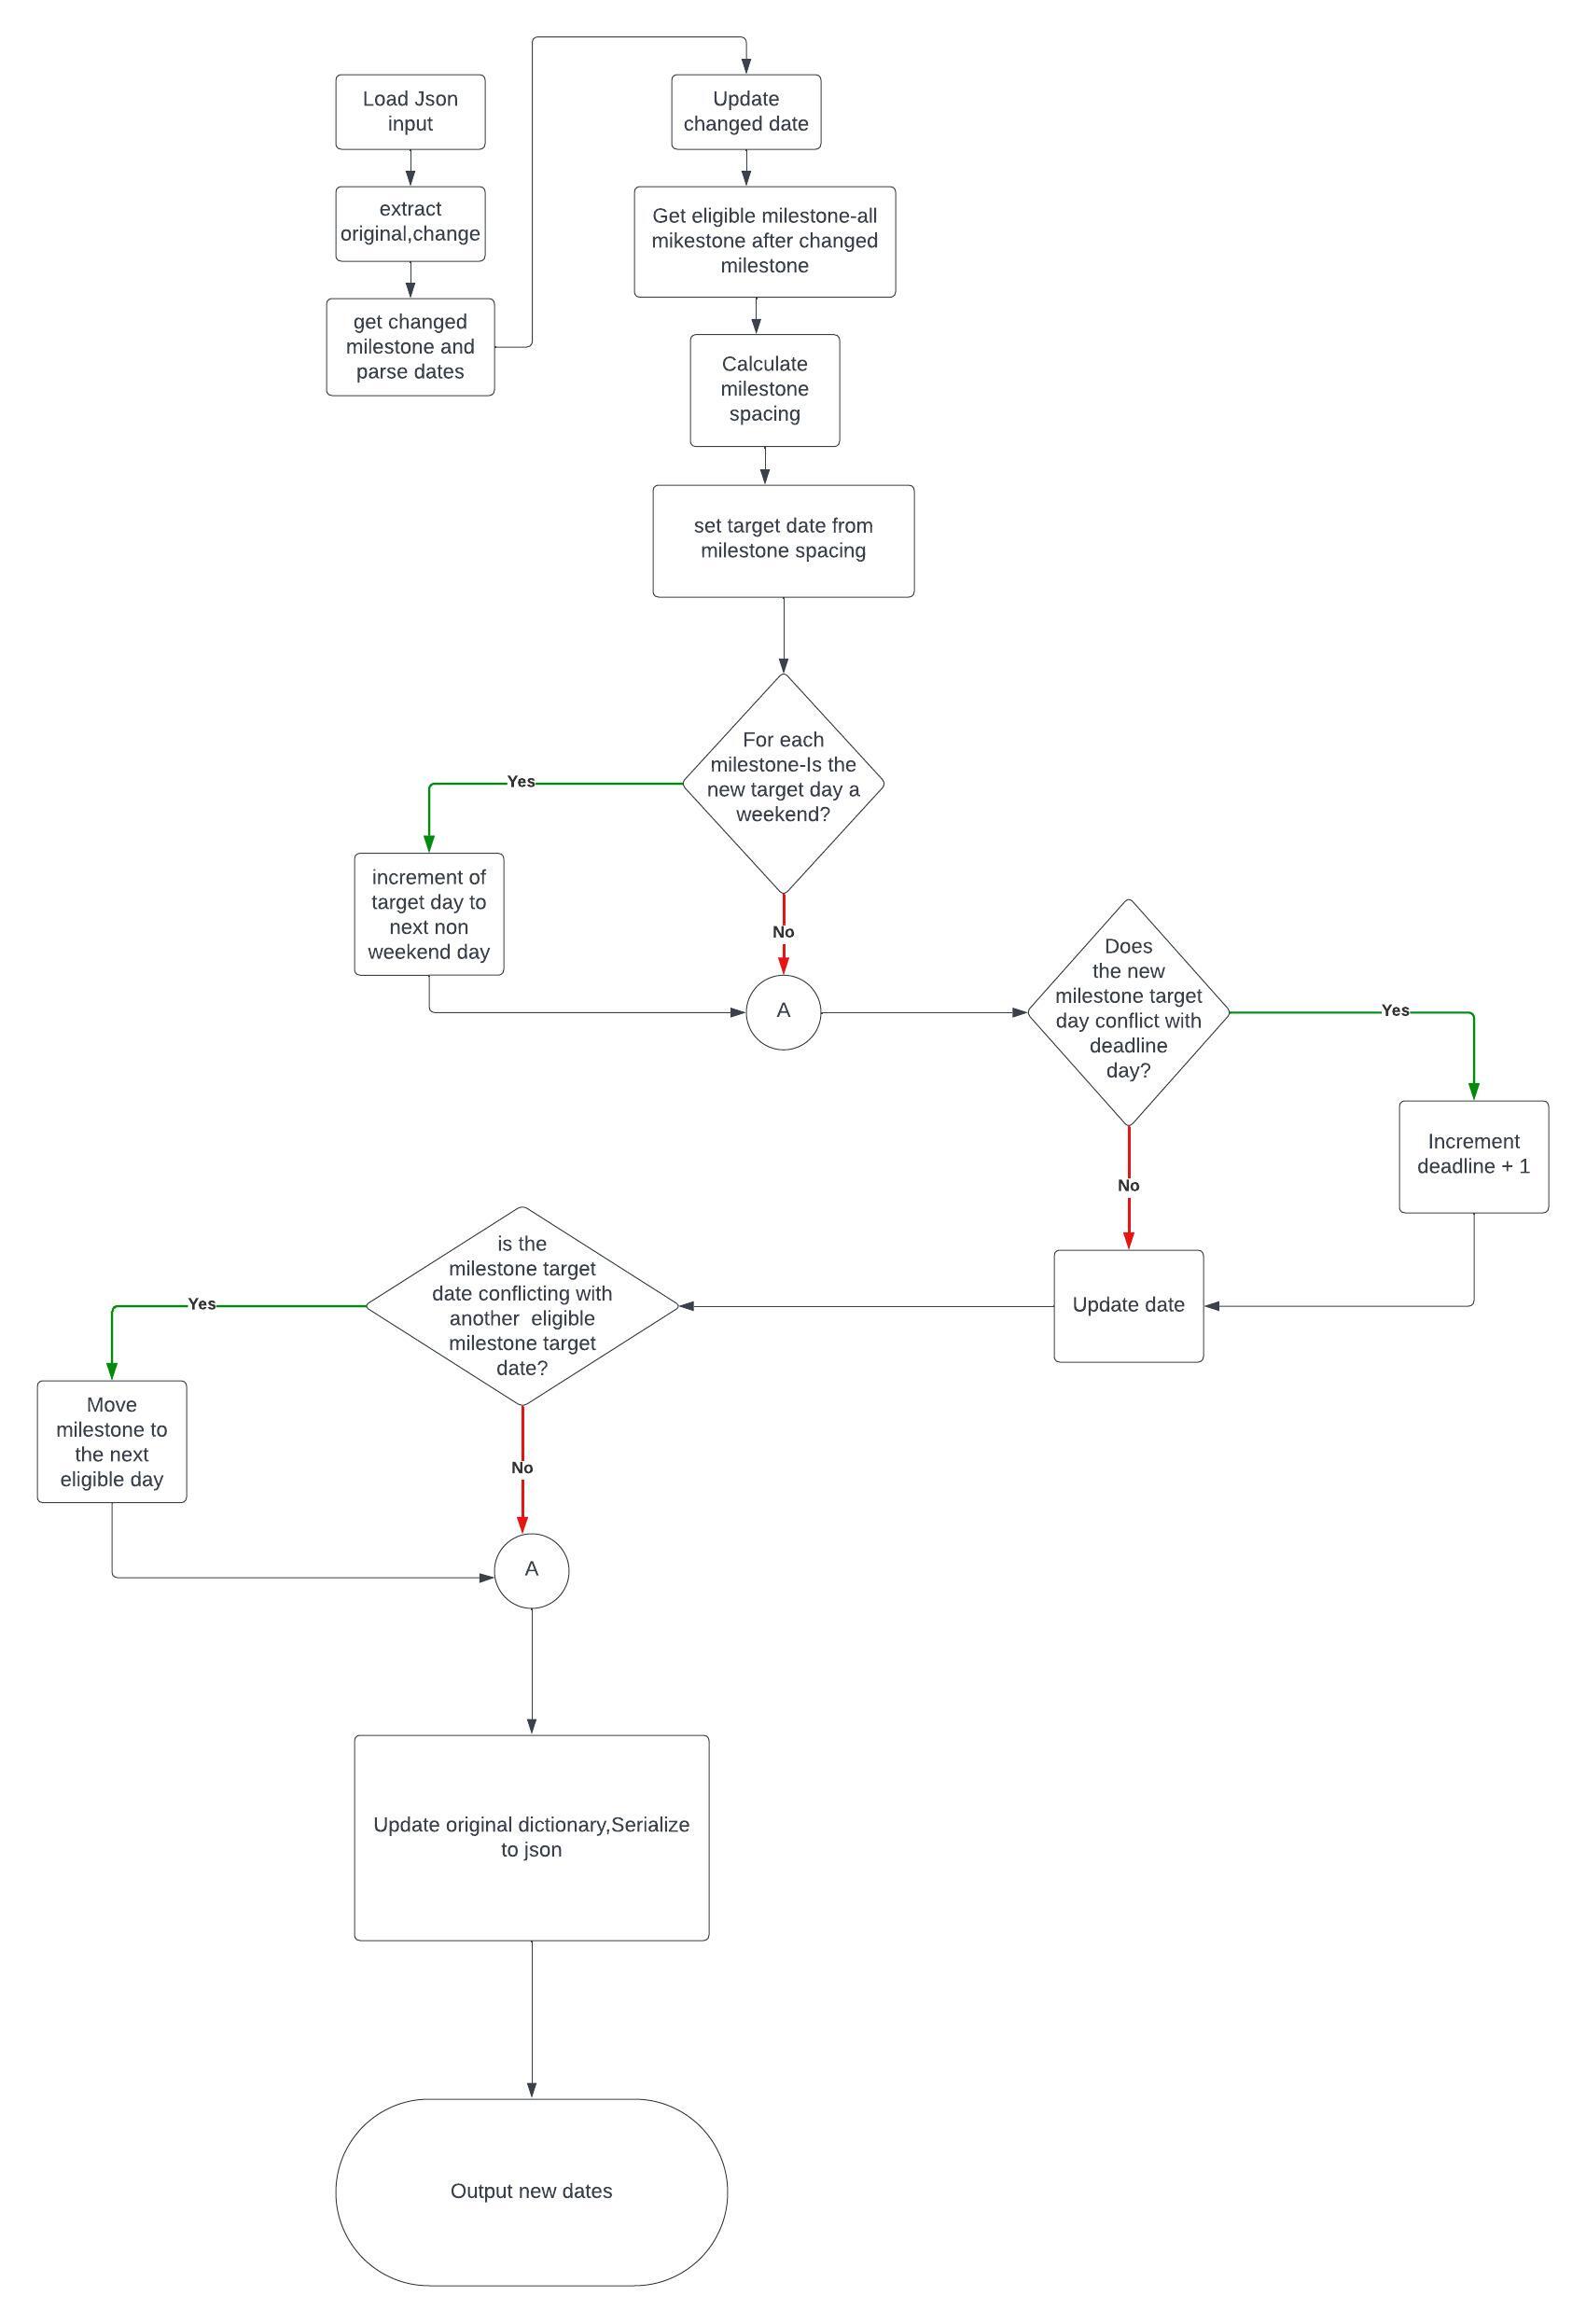 Load Json
input
extract
original,change
get changed
milestone and
parse dates
Update
changed date
Get eligible milestone-all
mikestone after changed
milestone
Calculate
milestone
spacing
set target date from
milestone spacing
For each
milestone-Is the
new target day a
weekend?
Yes
increment of
target day to
next non
weekend day
No
A
Does
the new
milestone target
day conflict with
deadline
day?
Yes
Increment
deadline + 1
No
Update date
is the
milestone target
date conflicting with
another  eligible
milestone target
date?
Yes
Move
milestone to
the next
eligible day
No
A
Update original dictionary,Serialize
to json
Output new dates